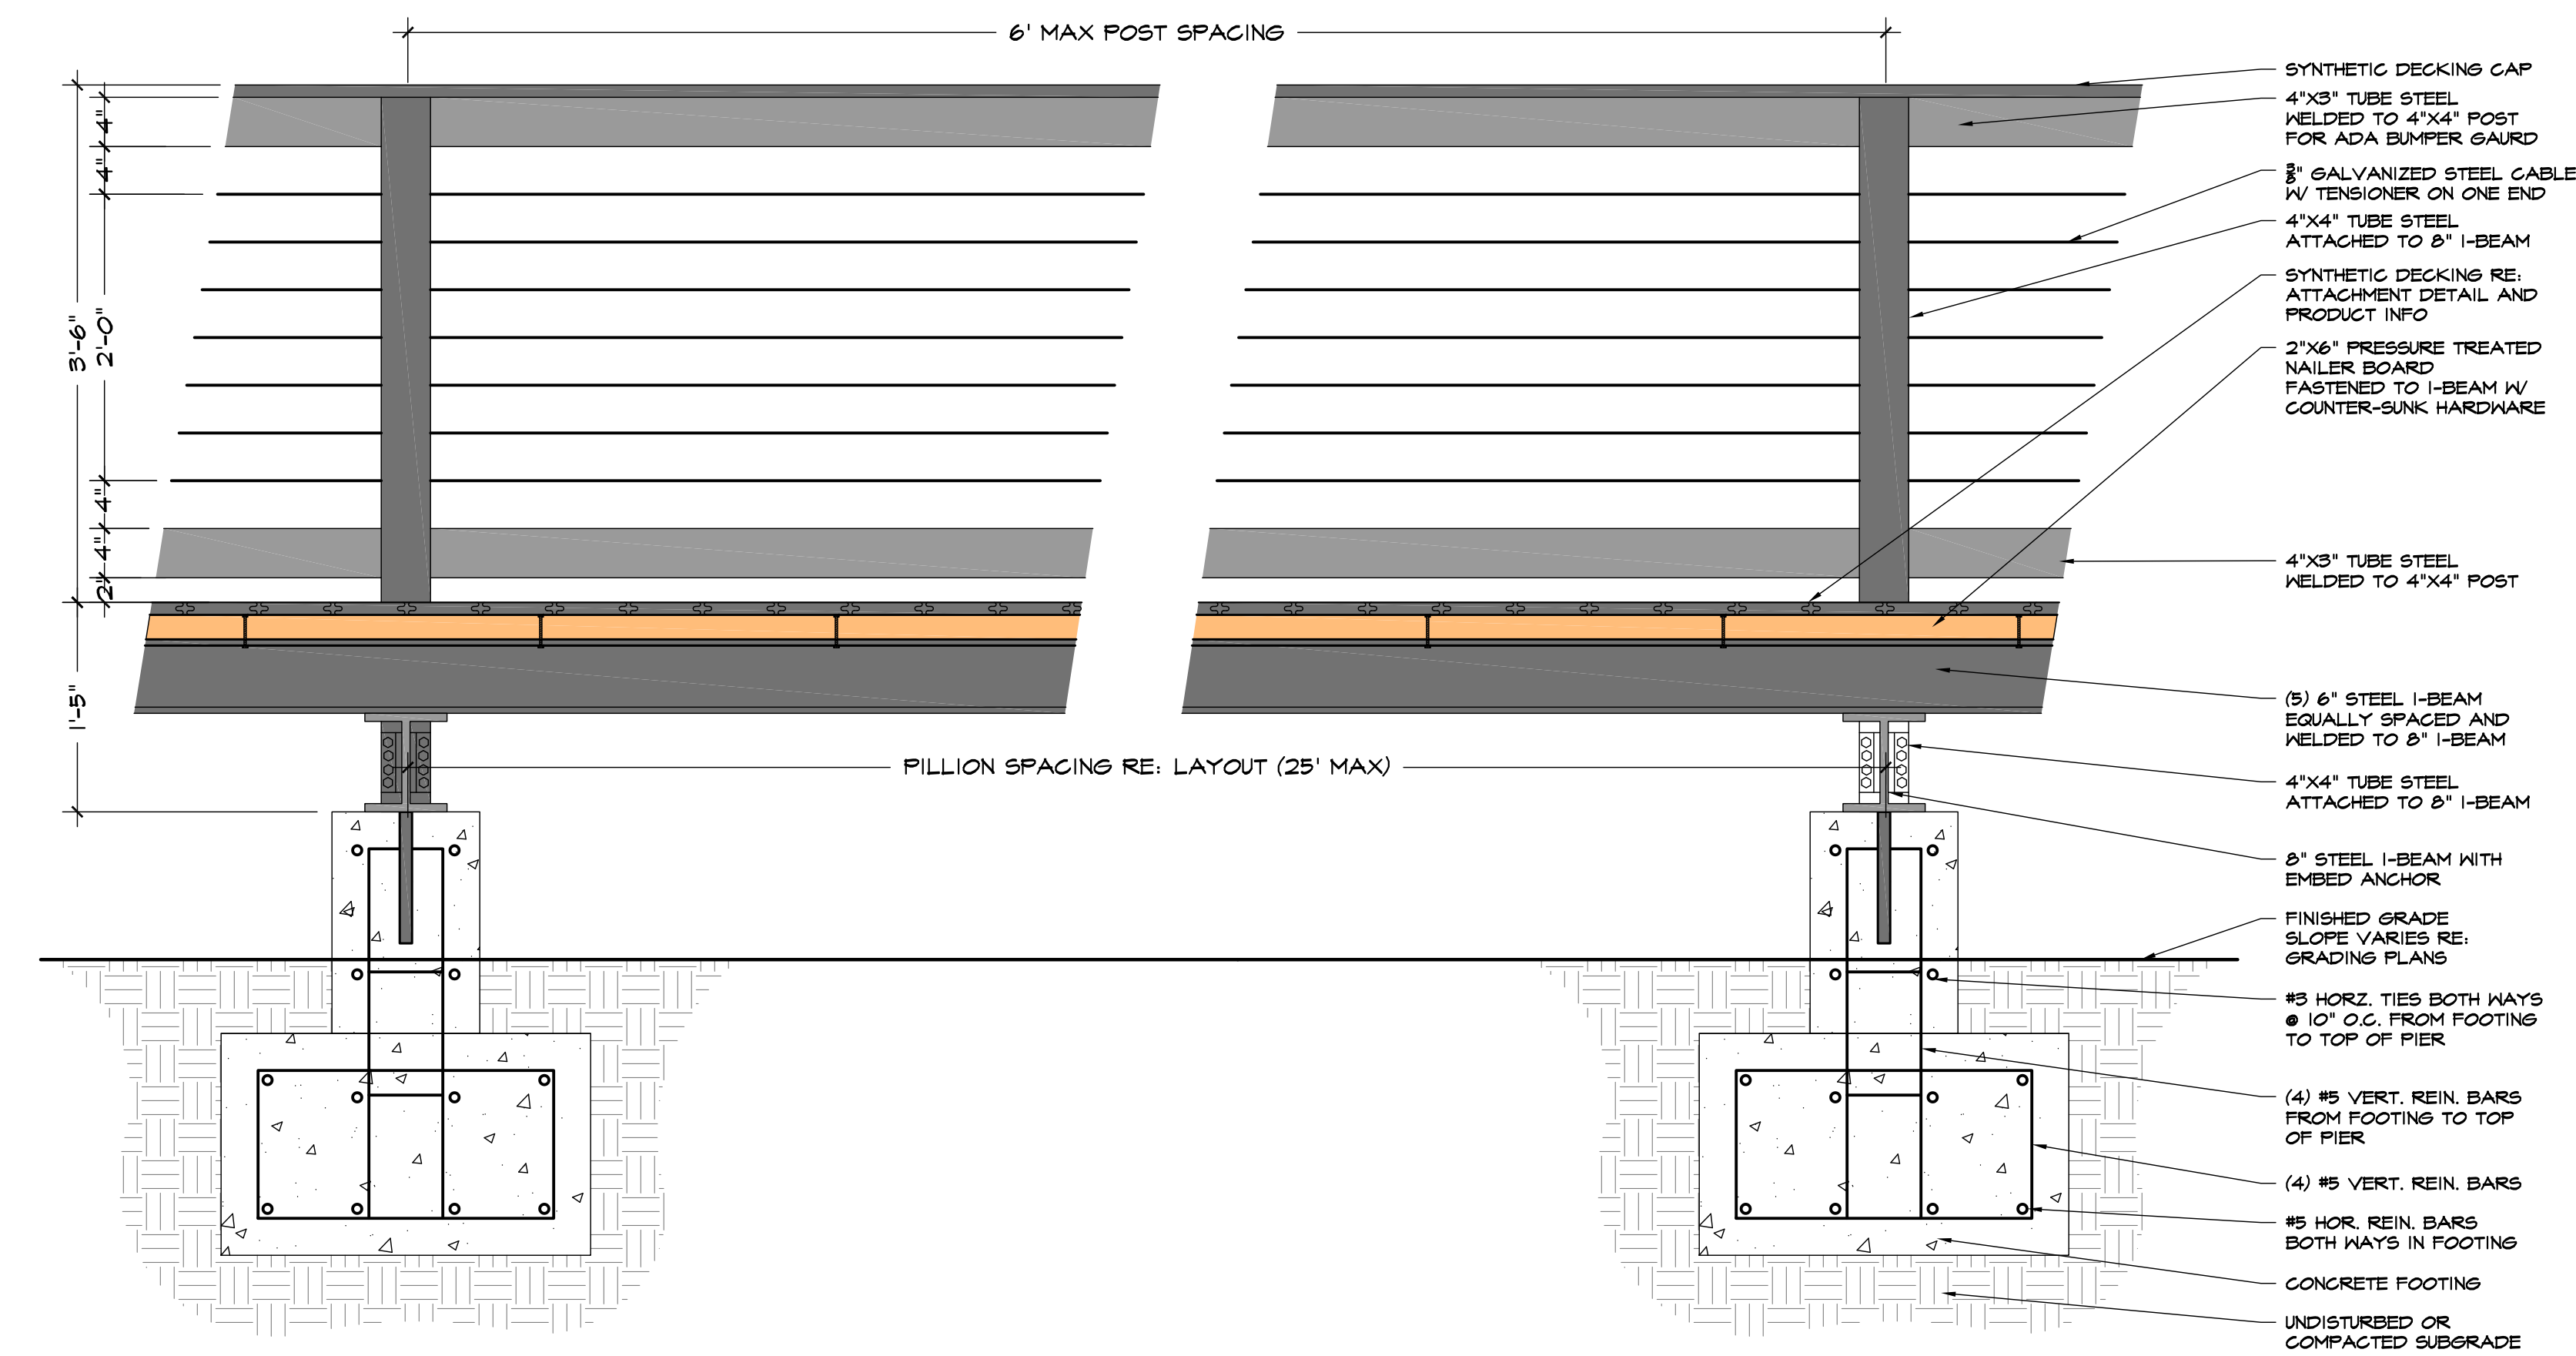 6' MAX POST SPACING
SYNTHETIC DECKING CAP
4"X3" TUBE STEEL
WELDED TO 4"X4" POST
FOR ADA BUMPER GAURD
3/8" GALVANIZED STEEL CABLE
W/ TENSIONER ON ONE END
4"X4" TUBE STEEL
ATTACHED TO 8" I-BEAM
SYNTHETIC DECKING RE:
ATTACHMENT DETAIL AND
PRODUCT INFO
2"X6" PRESSURE TREATED
NAILER BOARD
FASTENED TO I-BEAM W/
COUNTER-SUNK HARDWARE
4"X3" TUBE STEEL
WELDED TO 4"X4" POST
(5) 6" STEEL I-BEAM
EQUALLY SPACED AND
WELDED TO 8" I-BEAM
4"X4" TUBE STEEL
ATTACHED TO 8" I-BEAM
8" STEEL I-BEAM WITH
EMBED ANCHOR
FINISHED GRADE
SLOPE VARIES RE:
GRADING PLANS
#3 HORZ. TIES BOTH WAYS
@ 10" O.C. FROM FOOTING
TO TOP OF PIER
(4) #5 VERT. REIN. BARS
FROM FOOTING TO TOP
OF PIER
(4) #5 VERT. REIN. BARS
#5 HOR. REIN. BARS
BOTH WAYS IN FOOTING
CONCRETE FOOTING
UNDISTURBED OR
COMPACTED SUBGRADE
4"
4"
3'-6"
2'-0"
4"
4"
2"
1'-5"
PILLION SPACING RE: LAYOUT (25' MAX)